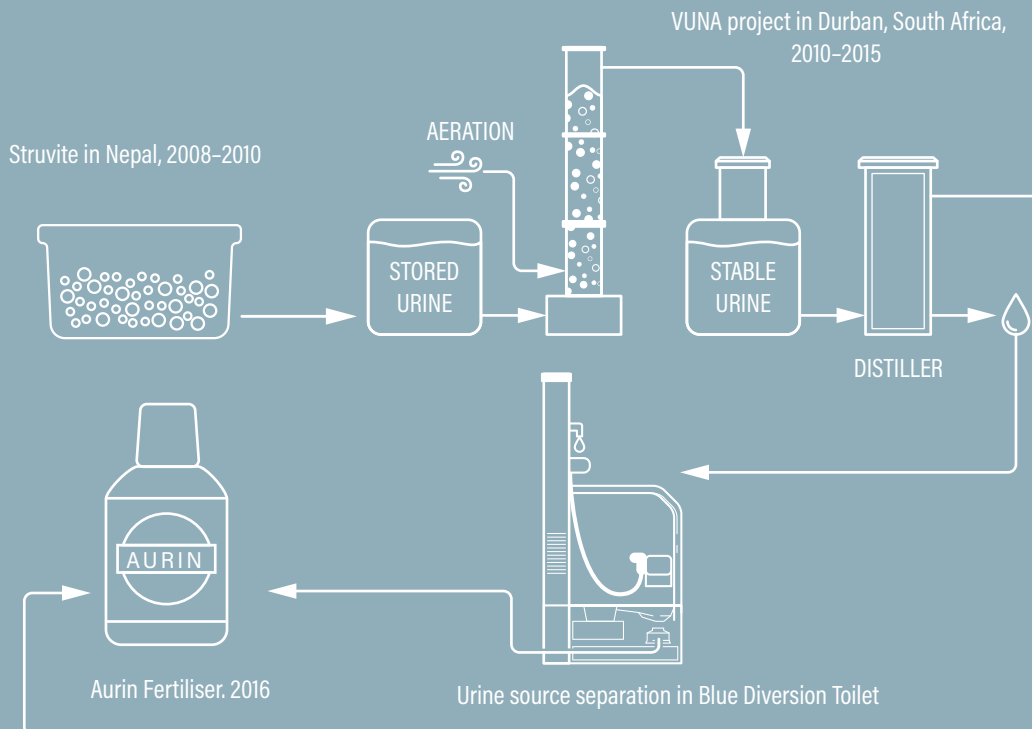 VUNA project in Durban, South Africa,
2010–2015
Struvite in Nepal, 2008–2010
AERATION
STORED
URINE
STABLE
URINE
DISTILLER
AURIN
Aurin Fertiliser. 2016
Urine source separation in Blue Diversion Toilet